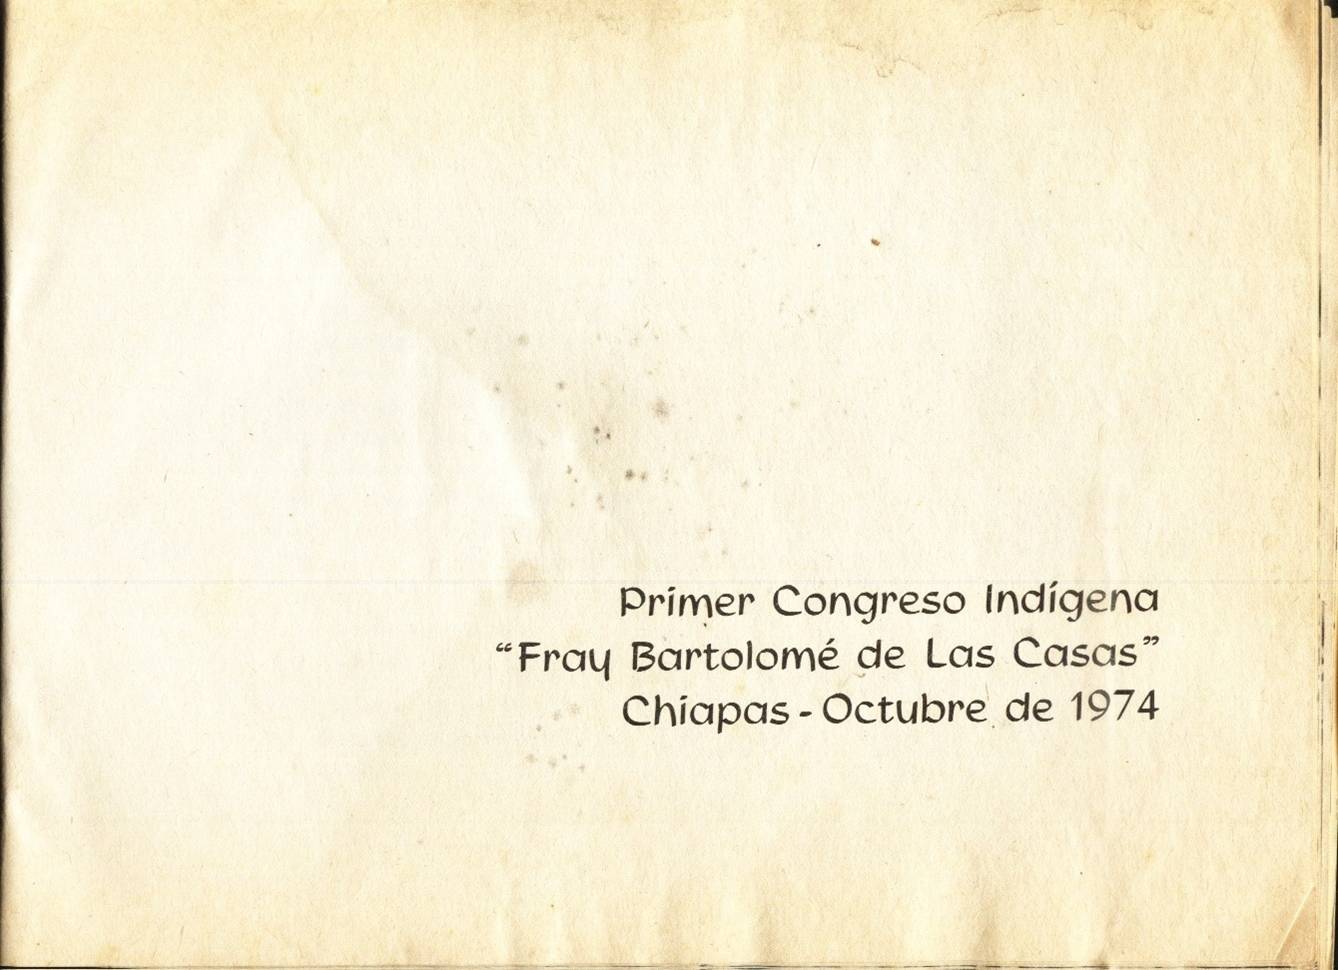 Primer Congreso Indígena
“Fray Bartolomé de Las Casas”
Chiapas - Octubre de 1974